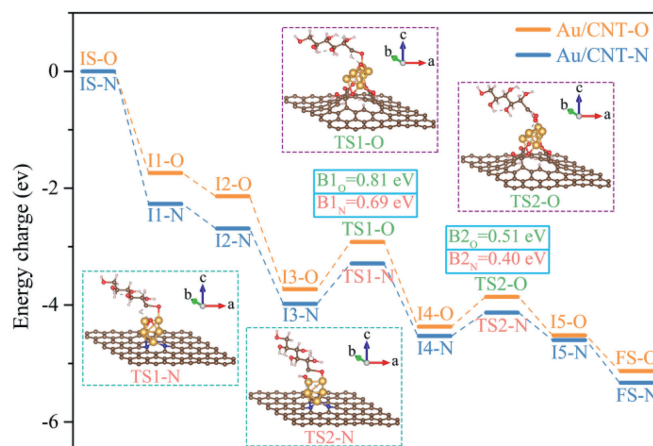 Au/CNT-O
Au/CNT-N
Energy charge (ev)
0
-2
-4
-6
IS-O
IS-N
I1-O
I1-N
I2-O
I2-N
I3-O
I3-N
B1O=0.81 eV
B1N=0.69 eV
TS1-O
TS1-N
I4-O
I4-N
B2O=0.51 eV
B2N=0.40 eV
TS2-O
TS2-N
I5-O
I5-N
FS-O
FS-N
c
b
a
TS1-O
c
b
a
TS2-O
c
b
a
TS1-N
c
b
a
TS2-N